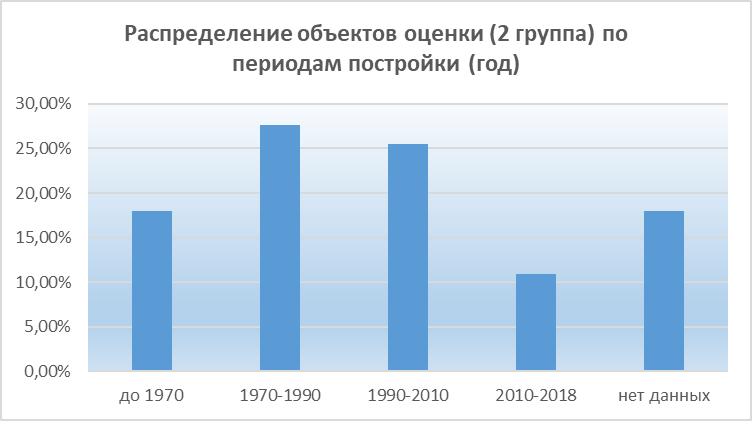 Распределение объектов оценки (2 группа) по
периодам постройки (год)
30,00%
25,00%
20,00%
15,00%
10,00%
5,00%
0,00%
до 1970 1970-1990 1990-2010 2010-2018 нет данных